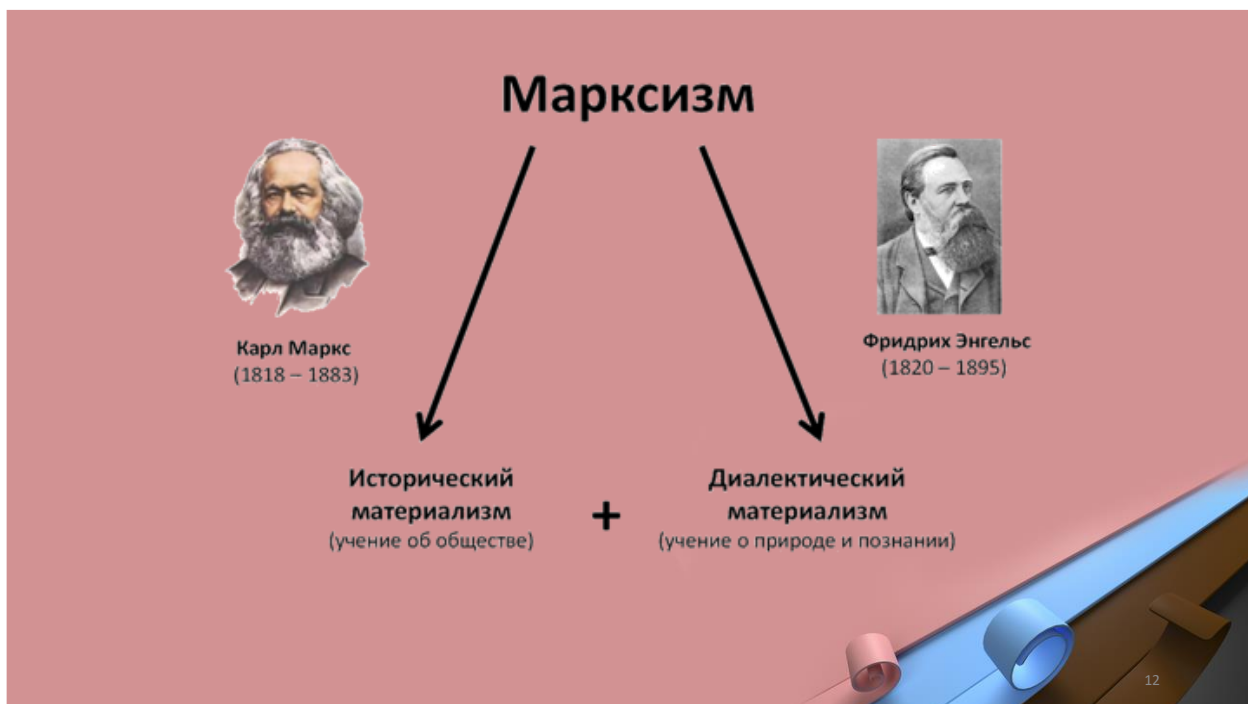 Марксизм
Карл Маркс
(1818 – 1883)
Фридрих Энгельс
(1820 – 1895)
Исторический
материализм
(учение об обществе)
+
Диалектический
материализм
(учение о природе и познании)
12